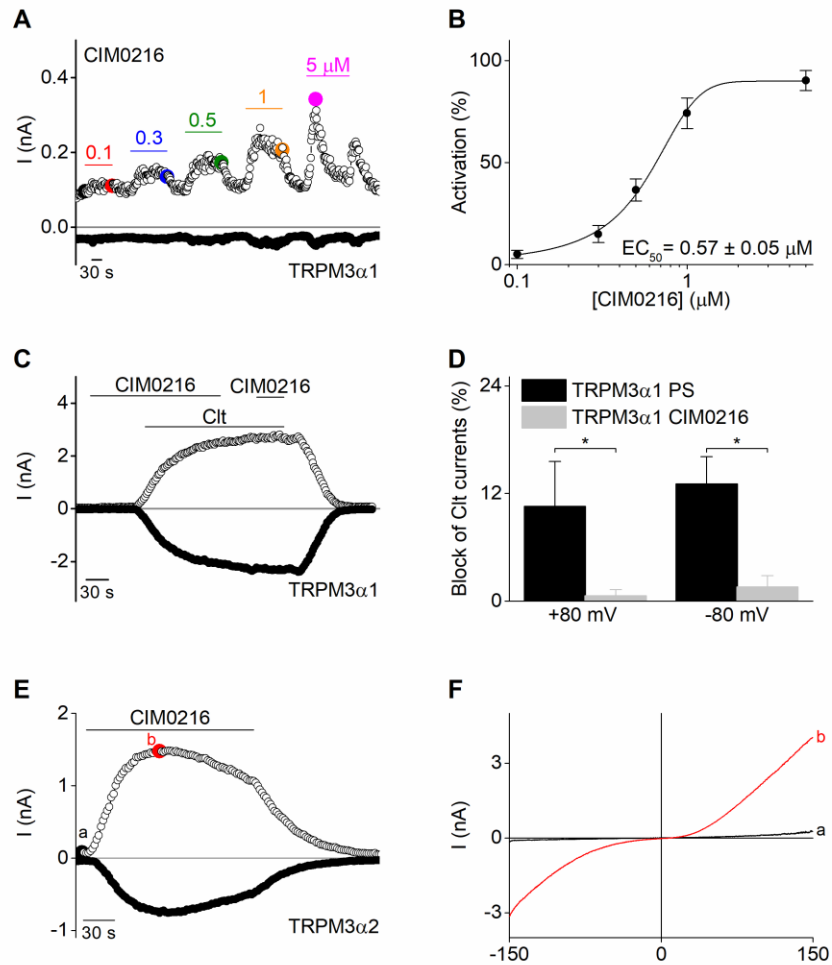 A
CIM0216
5 µM
1
0.5
0.3
0.1
0.4
0.2
0.0
I (nA)
30 s
TRPM3α1
B
100
50
0
Activation (%)
EC50 = 0.57 ± 0.05 µM
0.1
1
[CIM0216] (µM)
C
CIM0216
CIM0216
Clt
4
2
0
-2
I (nA)
30 s
TRPM3α1
D
24
12
0
Block of Clt currents (%)
TRPM3α1 PS
TRPM3α1 CIM0216
*
*
+80 mV
-80 mV
E
CIM0216
b
a
2
1
0
-1
I (nA)
30 s
TRPM3α2
F
b
a
3
0
-3
I (nA)
-150
0
150